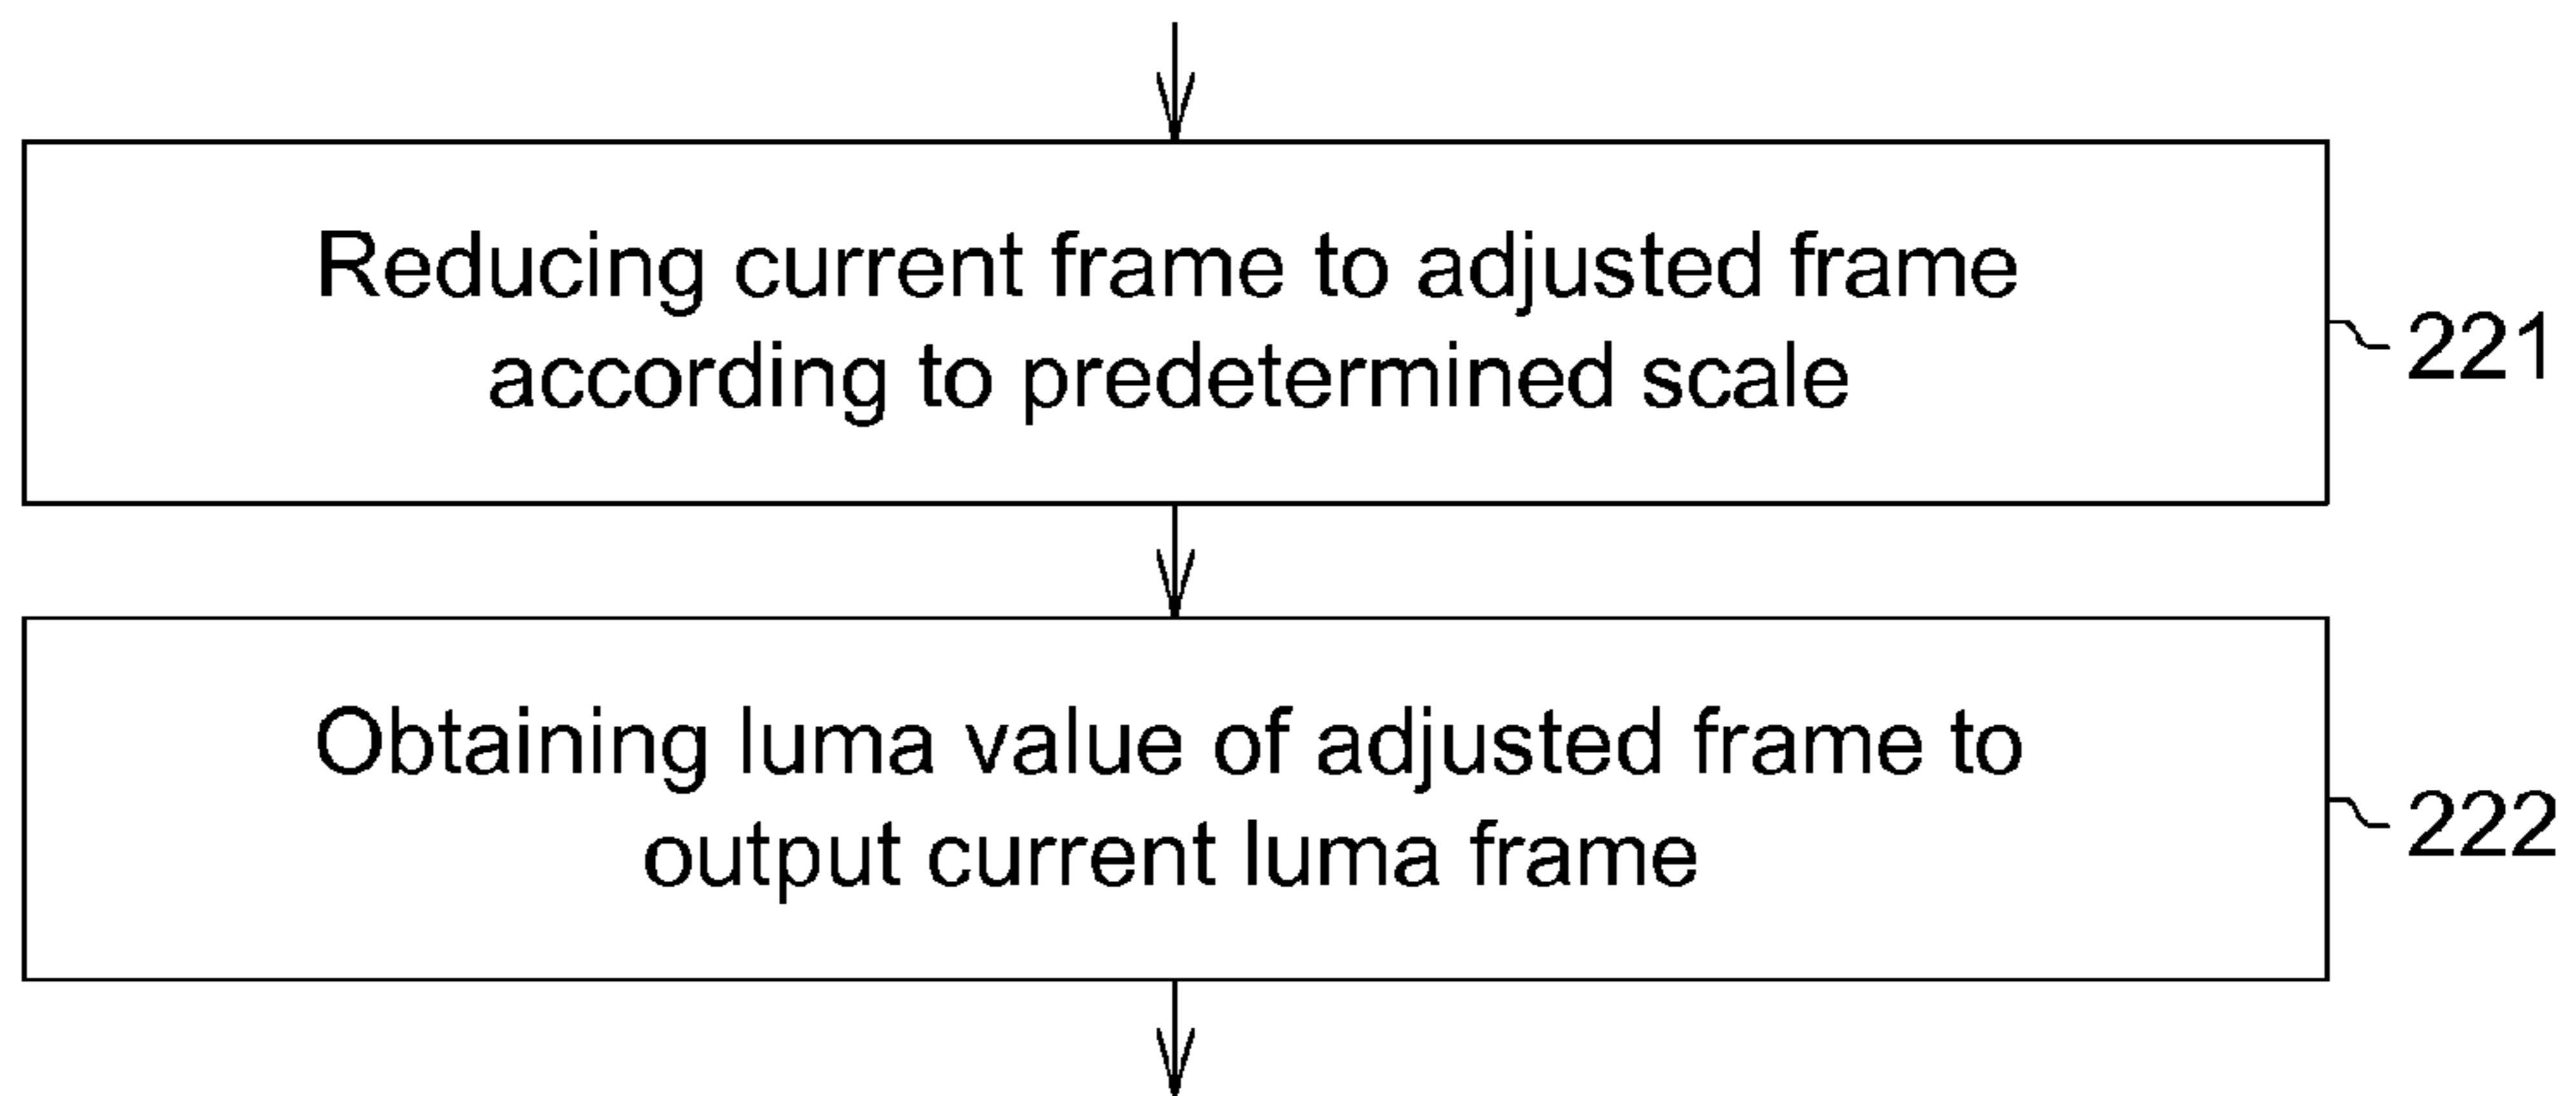 Reducing current frame to adjusted frame
according to predetermined scale
221
Obtaining luma value of adjusted frame to
output current luma frame
222